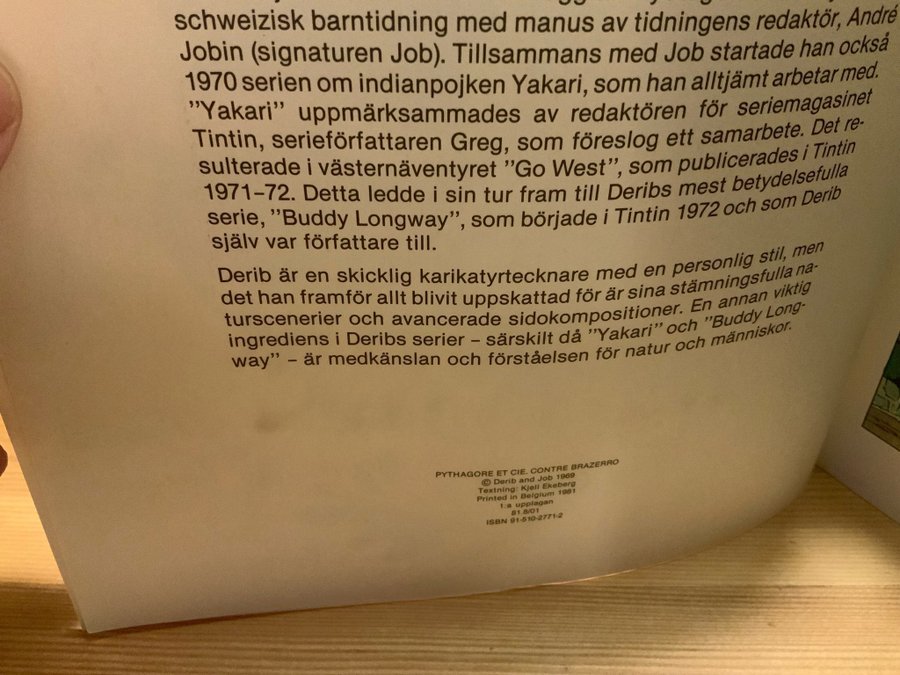 schweizisk barntidning med manus av tidningens redaktör, André
Jobin (signaturen Job). Tillsammans med Job startade han också
1970 serien om indianpojken Yakari, som han alltjämt arbetar med.
"Yakari" uppmärksammades av redaktören för seriemagasinet
Tintin, serieförfattaren Greg, som föreslog ett samarbete. Det re-
sulterade i västernäventyret "Go West", som publicerades i Tintin
1971–72. Detta ledde i sin tur fram till Deribs mest betydelsefulla
serie, "Buddy Longway", som började i Tintin 1972 och som Derib
själv var författare till.
Derib är en skicklig karikatyrtecknare med en personlig stil, men
det han framför allt blivit uppskattad för är sina stämningsfulla na-
turscenerier och avancerade sidokompositioner. En annan viktig
ingrediens i Deribs serier – särskilt då "Yakari" och "Buddy Long-
way" – är medkänslan och förståelsen för natur och människor.
PYTHAGORE ET CIE. CONTRE BRAZERRO
© Derib and Job 1969
Textning: Kjell Ekeberg
Printed in Belgium 1981
1:a upplagan
81.8/01
ISBN 91-510-2771-2